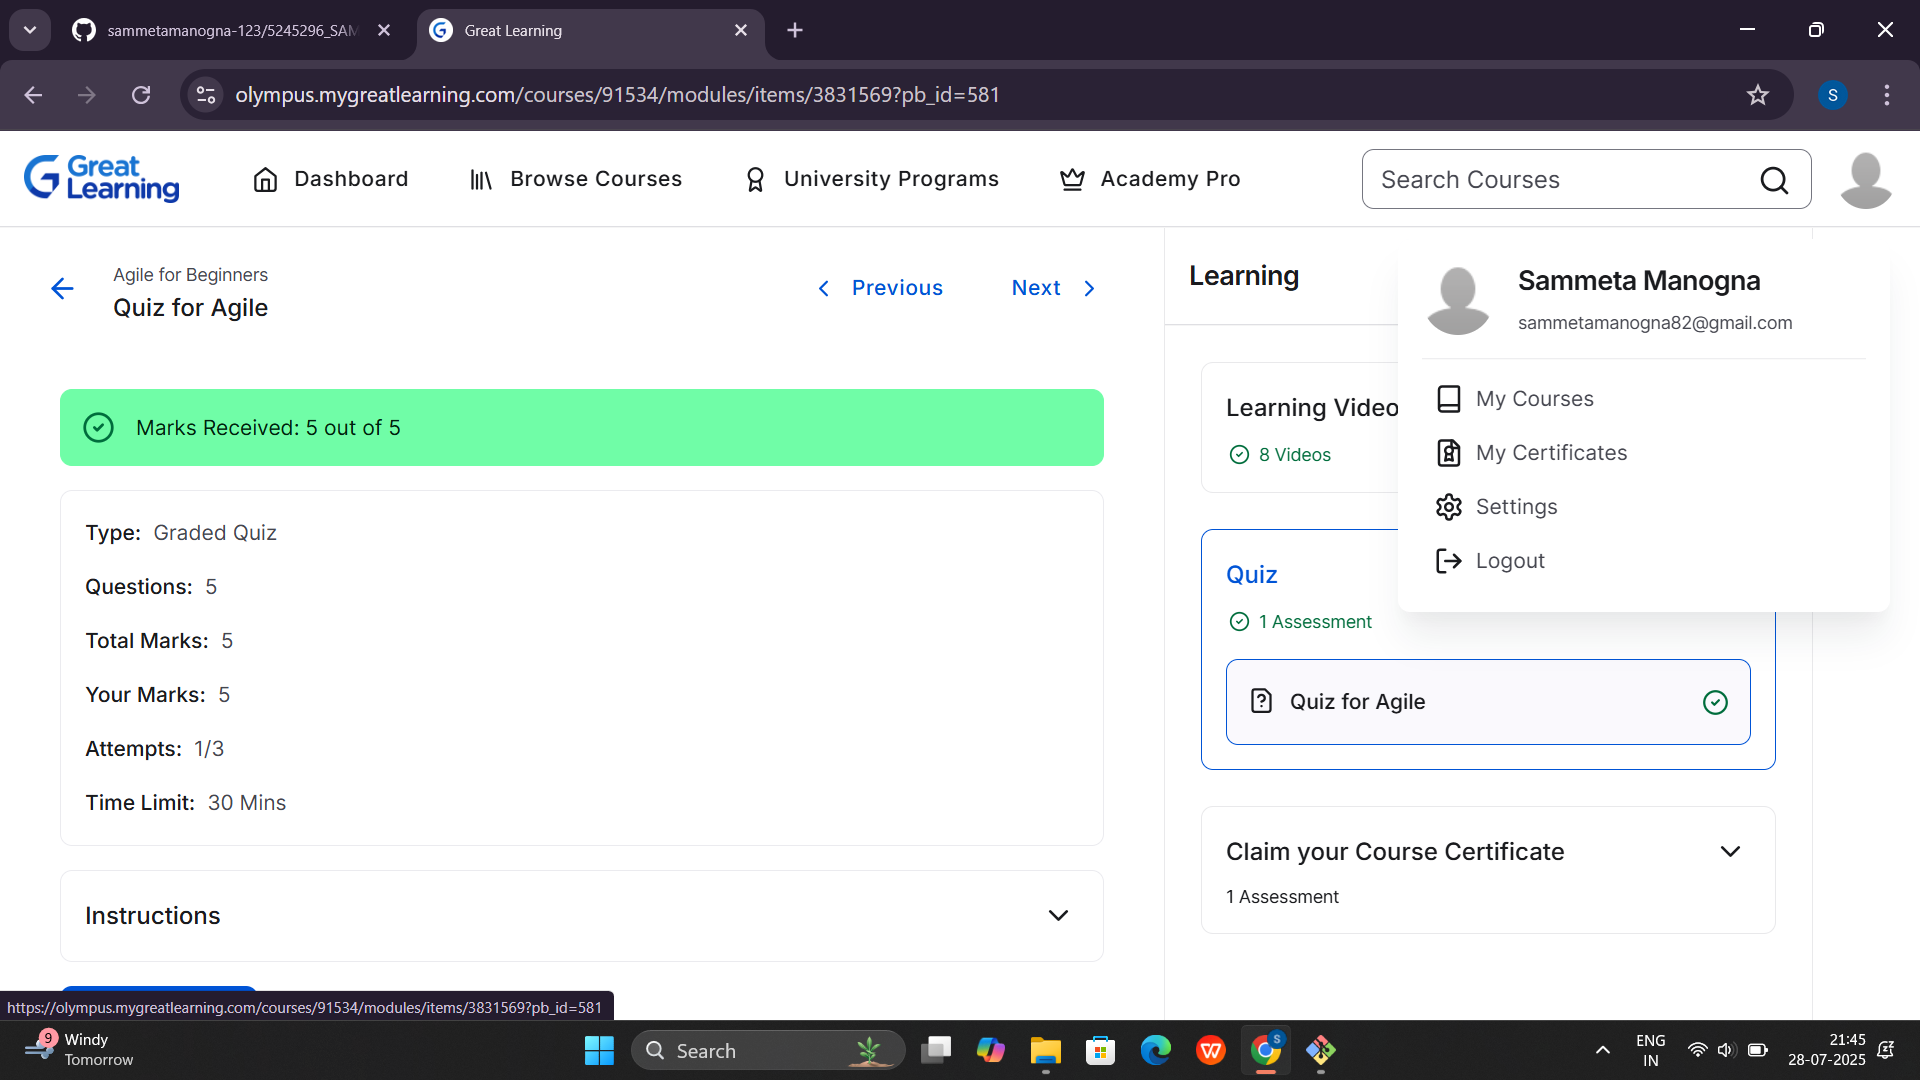 sammetamanogna-123/5245296_SAM
Great Learning
olympus.mygreatlearning.com/courses/91534/modules/items/3831569?pb_id=581
S
Great Learning
Dashboard
Browse Courses
University Programs
Academy Pro
Search Courses
Agile for Beginners
Quiz for Agile
Previous
Next
Marks Received: 5 out of 5
Type: Graded Quiz
Questions: 5
Total Marks: 5
Your Marks: 5
Attempts: 1/3
Time Limit: 30 Mins
Instructions
Learning
Learning Video
8 Videos
Quiz
1 Assessment
Quiz for Agile
Claim your Course Certificate
1 Assessment
Sammeta Manogna
sammetamanogna82@gmail.com
My Courses
My Certificates
Settings
Logout
https://olympus.mygreatlearning.com/courses/91534/modules/items/3831569?pb_id=581
9
Windy
Tomorrow
Search
S
ENG
IN
21:45
28-07-2025